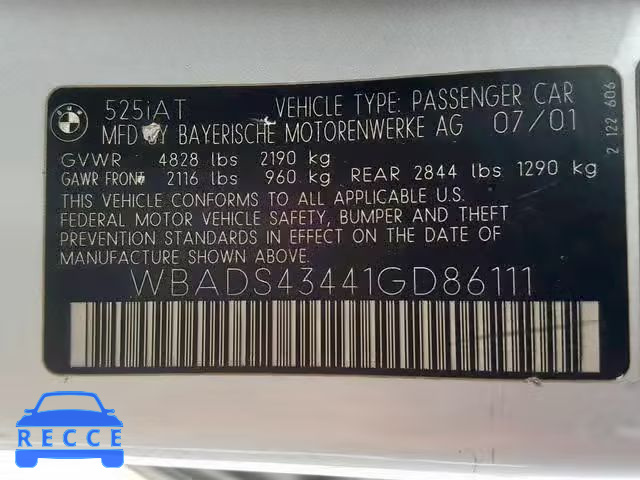 525iAT VEHICLE TYPE: PASSENGER CAR
MFD BY BAYERISCHE MOTORENWERKE AG 07/01
GVWR 4828 lbs 2190 kg
GAWR FRONT 2116 lbs 960 kg REAR 2844 lbs 1290 kg
THIS VEHICLE CONFORMS TO ALL APPLICABLE U.S.
FEDERAL MOTOR VEHICLE SAFETY, BUMPER AND THEFT
PREVENTION STANDARDS IN EFFECT ON THE DATE
OF MANUFACTURE SHOWN ABOVE.
WBADS43441GD86111
2 122 606
BMW
RECCE